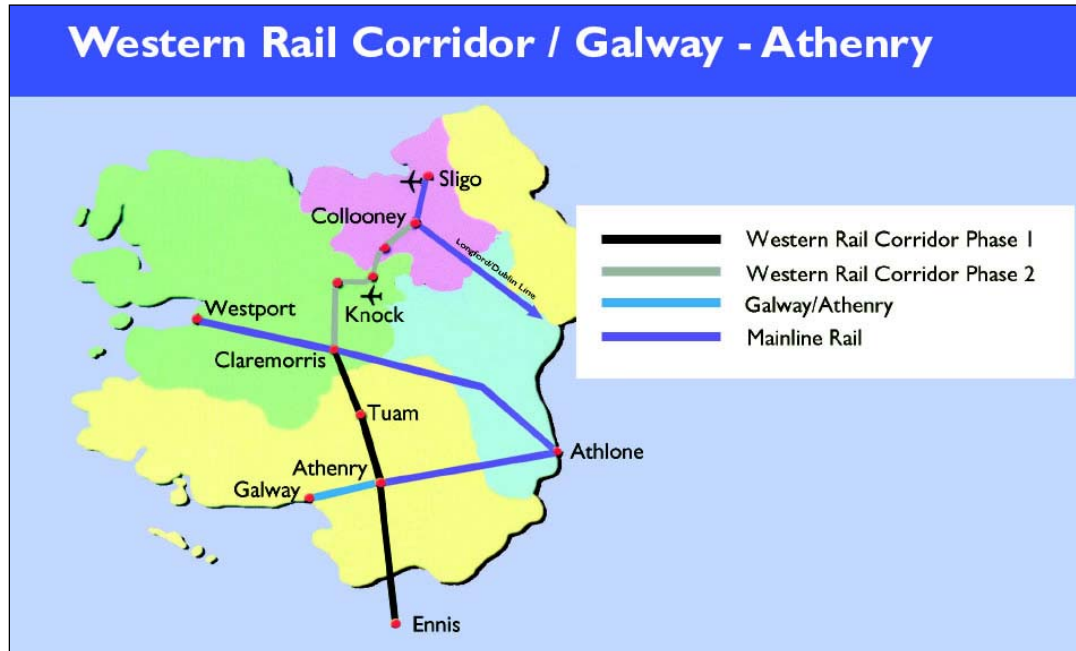 Western Rail Corridor / Galway - Athenry
Sligo
Collooney
Longford/Dublin Line
Knock
Westport
Claremorris
Tuam
Athenry
Galway
Athlone
Ennis
Western Rail Corridor Phase 1
Western Rail Corridor Phase 2
Galway/Athenry
Mainline Rail